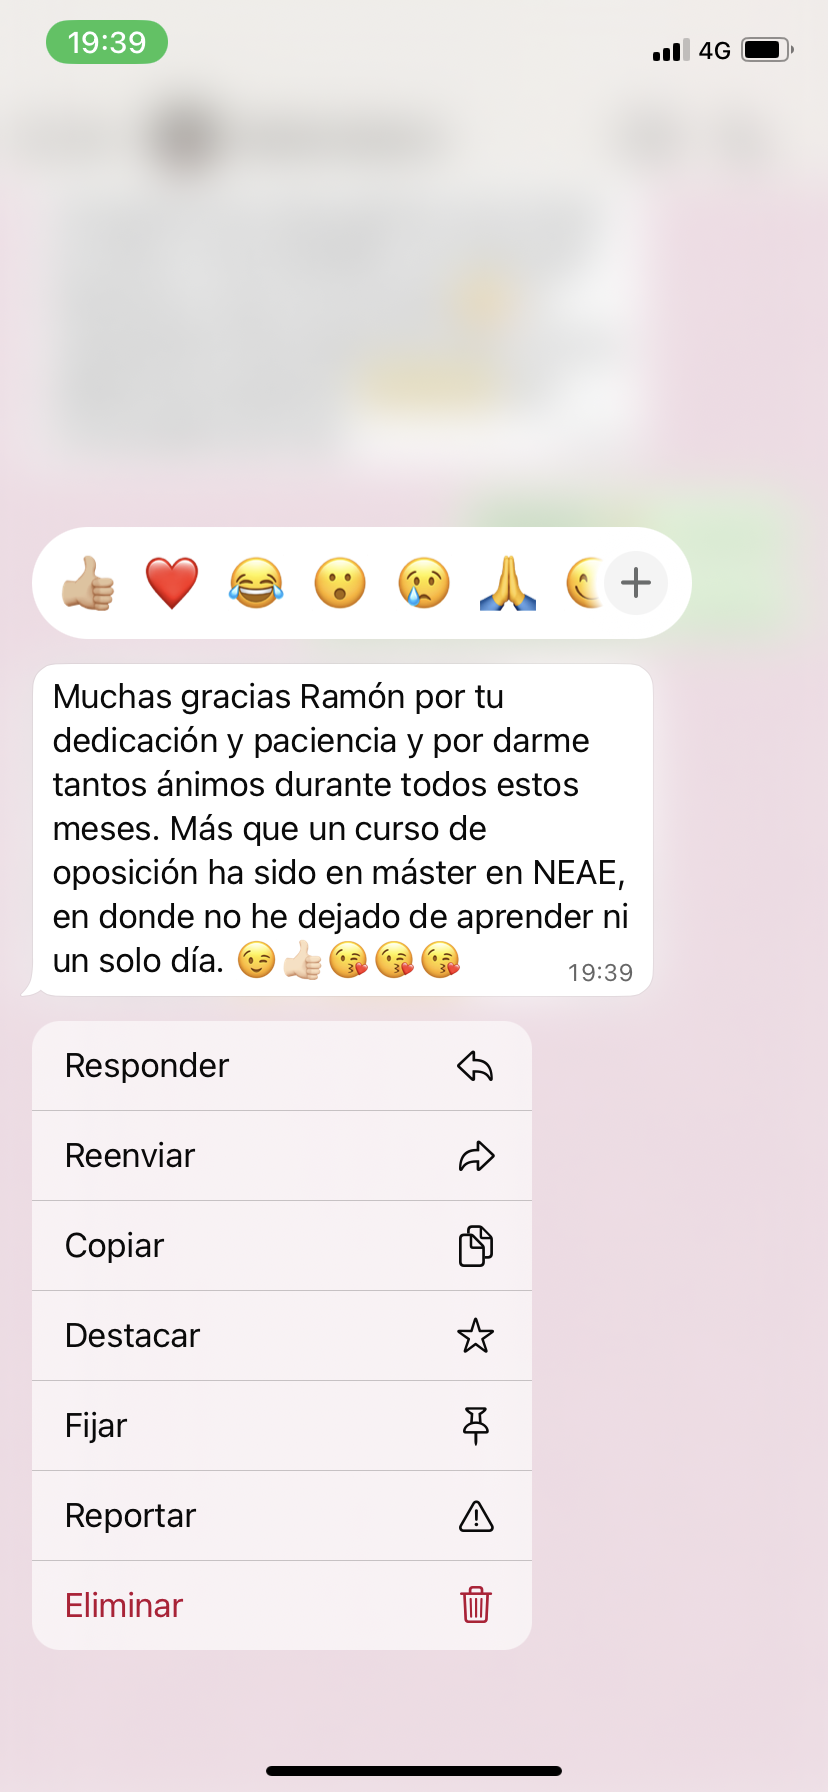 19:39
4G
Muchas gracias Ramón por tu
dedicación y paciencia y por darme
tantos ánimos durante todos estos
meses. Más que un curso de
oposición ha sido en máster en NEAE,
en donde no he dejado de aprender ni
un solo día. 😉👍🏻😘😘😘
19:39
Responder
Reenviar
Copiar
Destacar
Fijar
Reportar
Eliminar